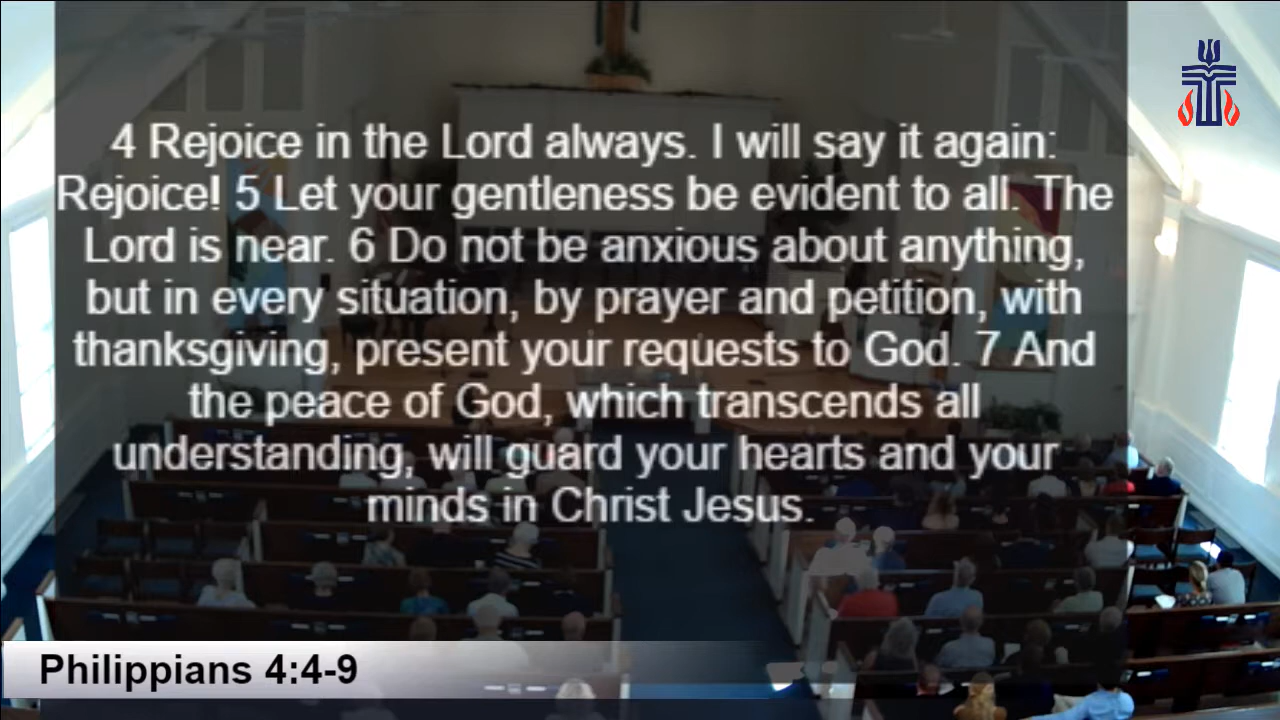 4 Rejoice in the Lord always. I will say it again:
Rejoice! 5 Let your gentleness be evident to all. The
Lord is near. 6 Do not be anxious about anything,
but in every situation, by prayer and petition, with
thanksgiving, present your requests to God. 7 And
the peace of God, which transcends all
understanding, will guard your hearts and your
minds in Christ Jesus.
Philippians 4:4-9